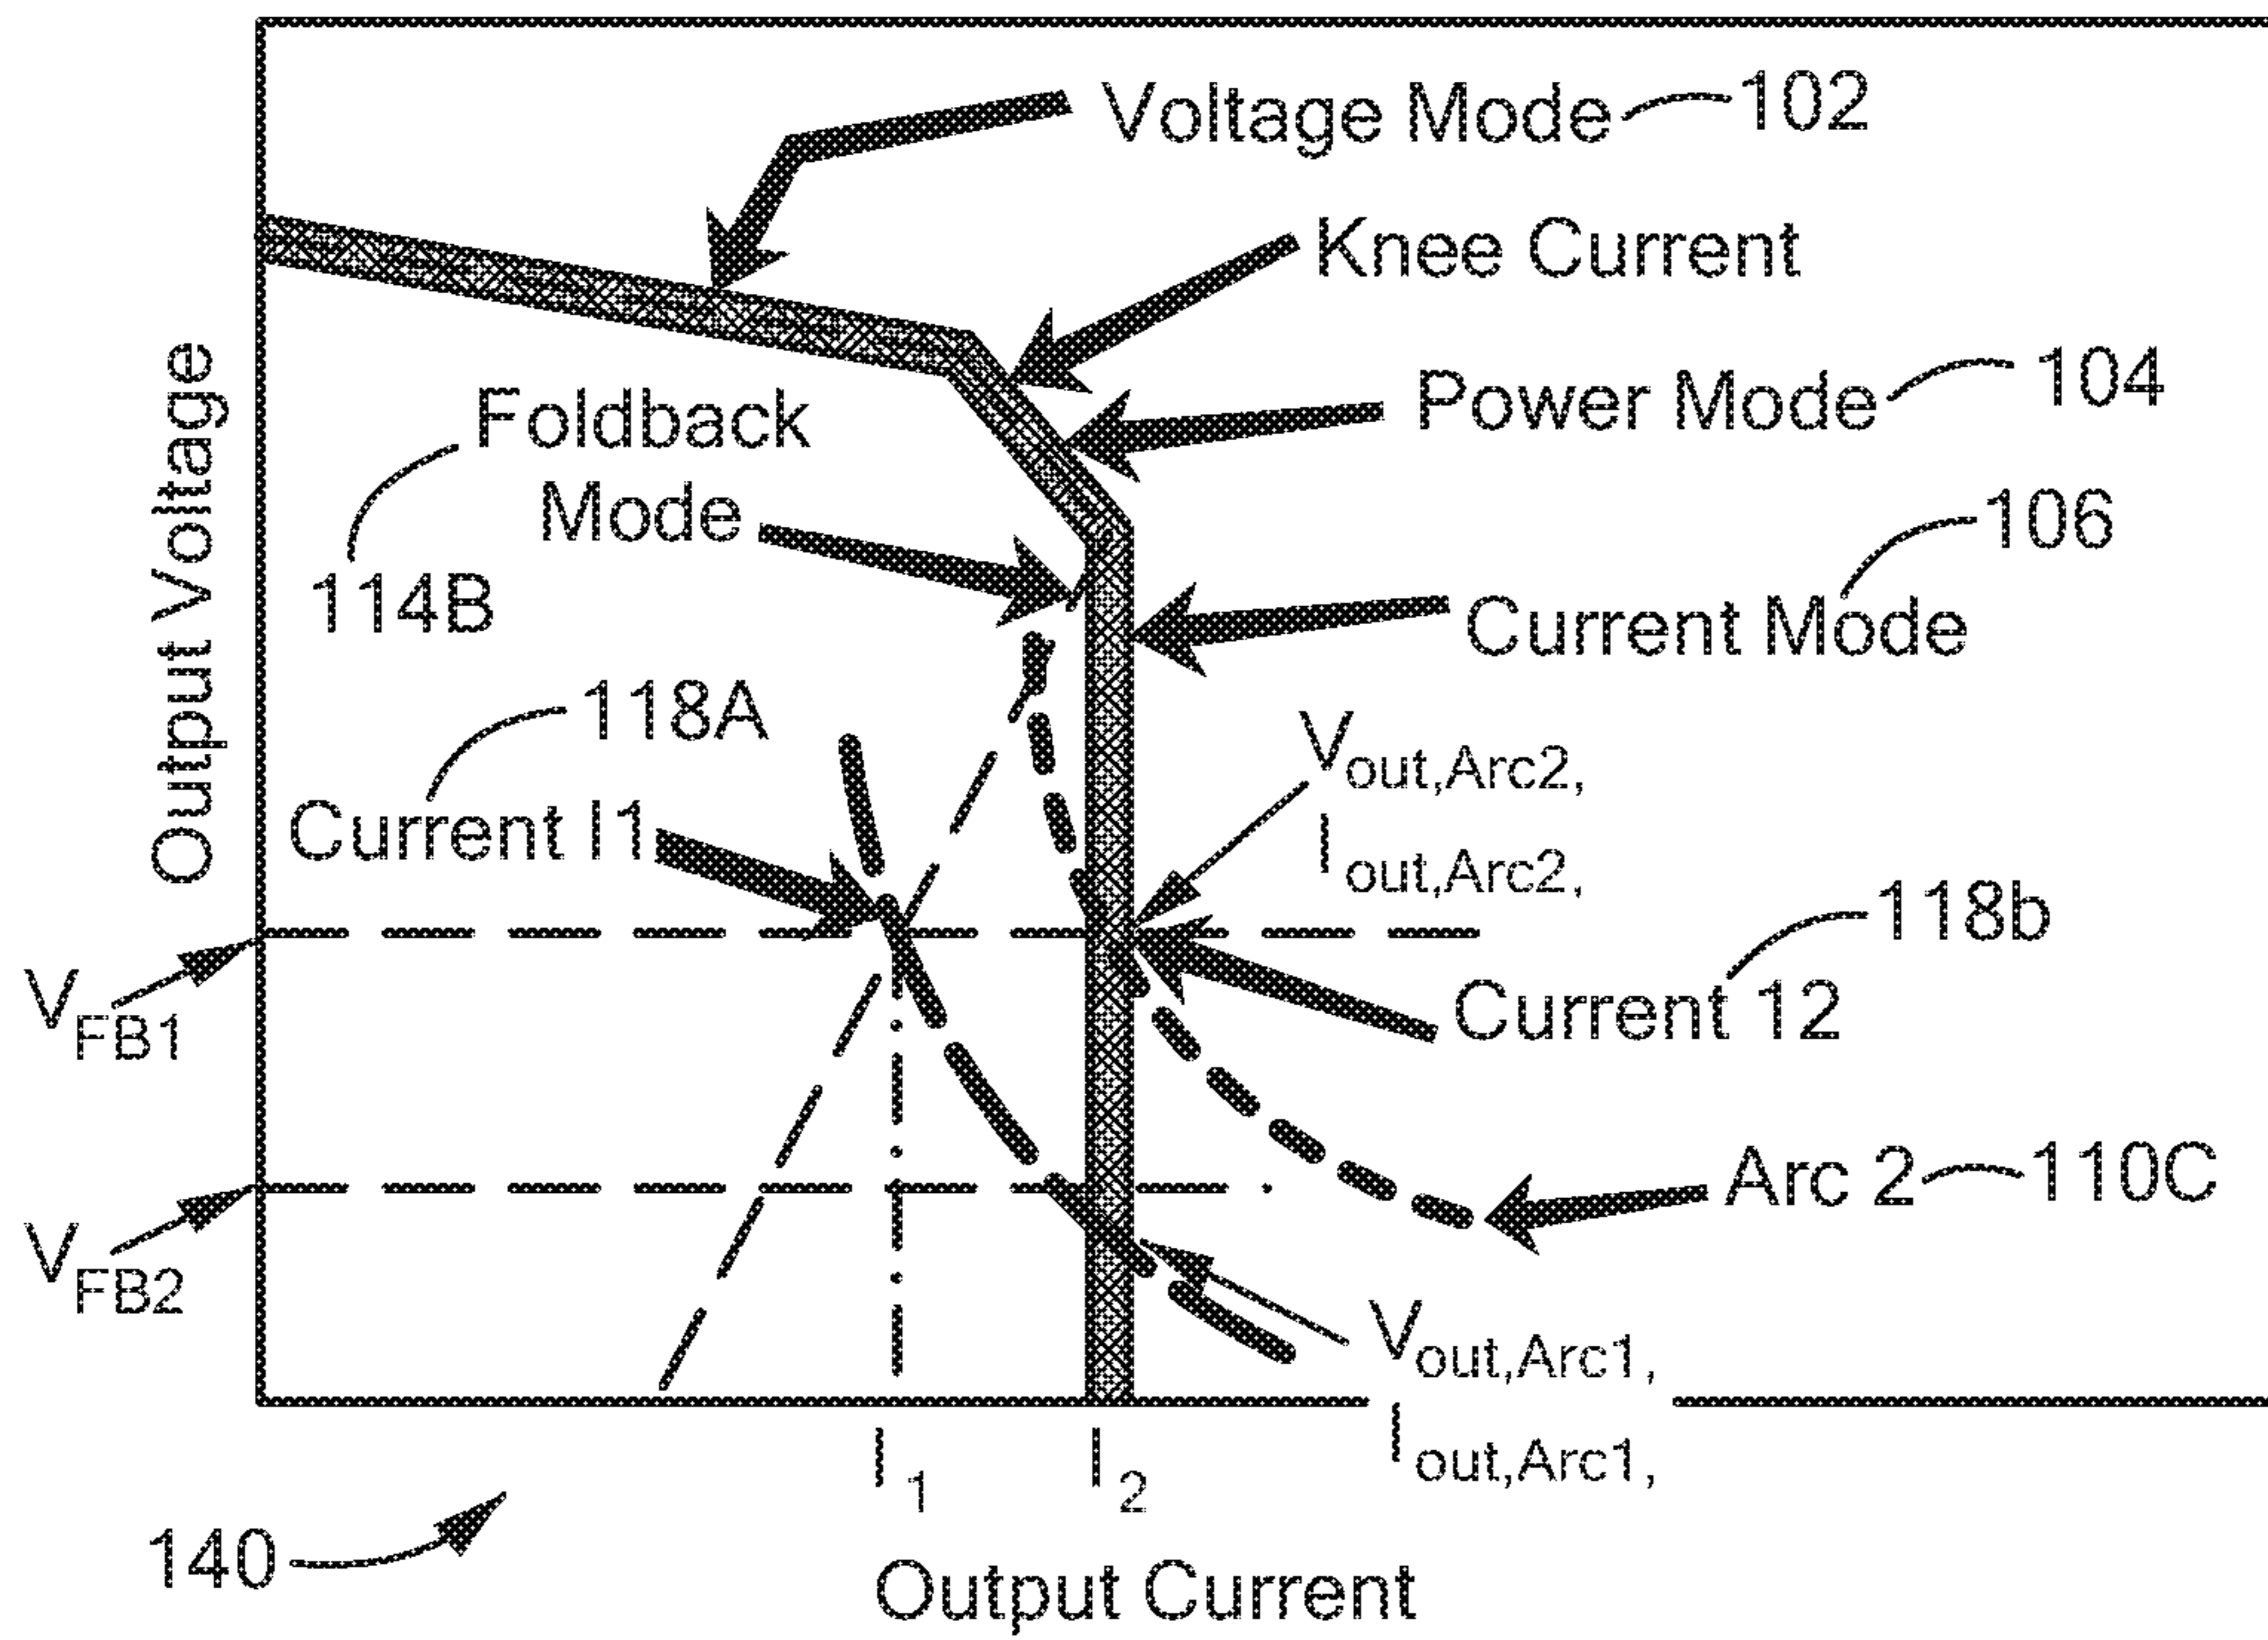 Voltage Mode 102
Knee Current
Power Mode 104
Foldback
Mode
114B
106
Current Mode
118A
Current I1
Output Voltage
Vout,Arc2,
Iout,Arc2,
118b
Current 12
VFB1
VFB2
Arc 2 110C
Vout,Arc1,
Iout,Arc1,
I1
I2
140
Output Current